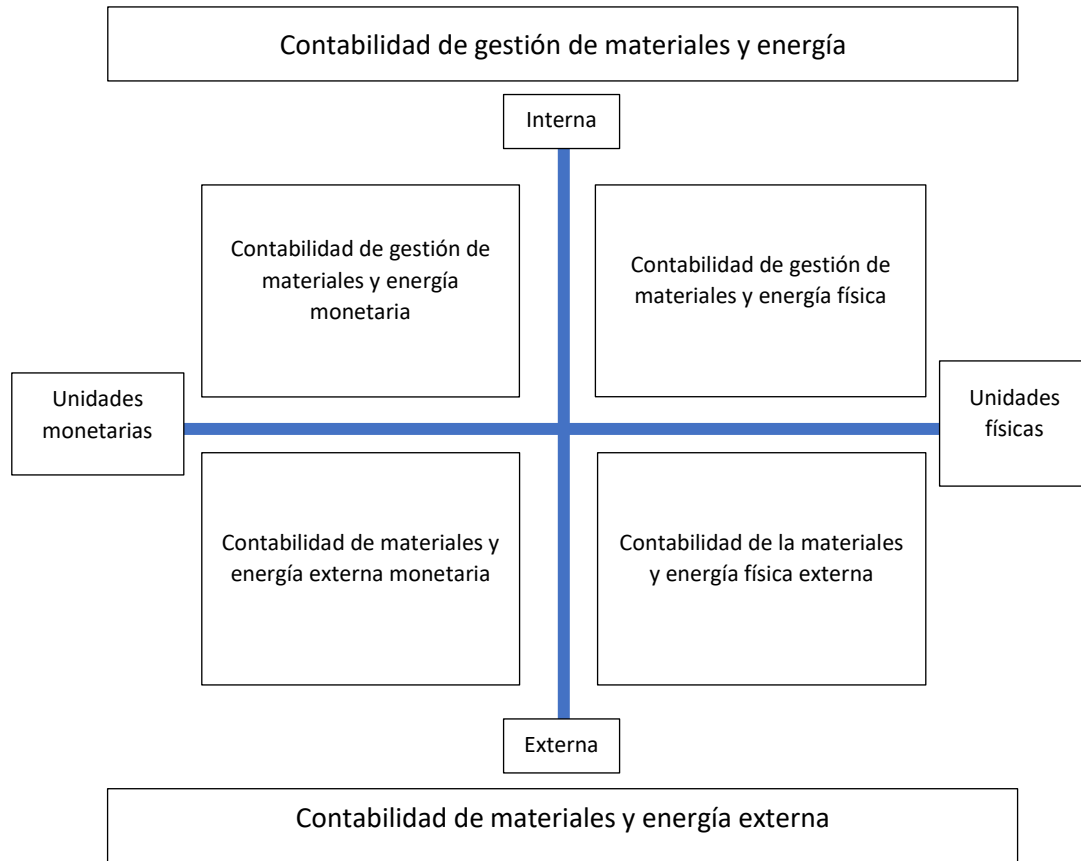 Contabilidad de gestión de materiales y energía
Interna
Contabilidad de gestión de
materiales y energía
monetaria
Contabilidad de gestión de
materiales y energía física
Unidades
monetarias
Unidades
físicas
Contabilidad de materiales y
energía externa monetaria
Contabilidad de la materiales
y energía física externa
Externa
Contabilidad de materiales y energía externa